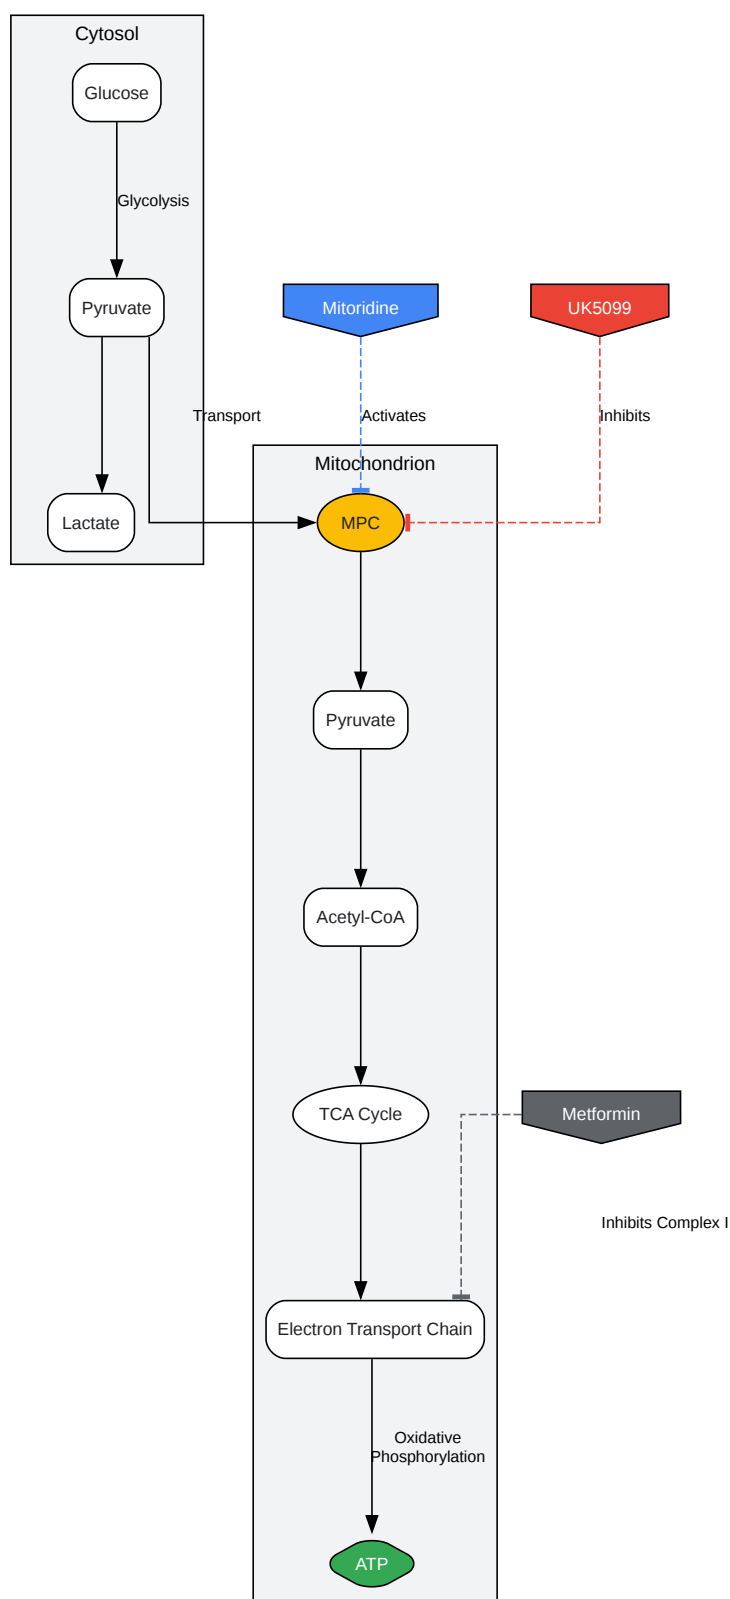 Cytosol
Glucose
Glycolysis
Pyruvate
Mitoridine
UK5099
Transport
Activates
Inhibits
Mitochondrion
Lactate
MPC
Pyruvate
Acetyl-CoA
TCA Cycle
Metformin
Inhibits Complex I
Electron Transport Chain
Oxidative
Phosphorylation
ATP